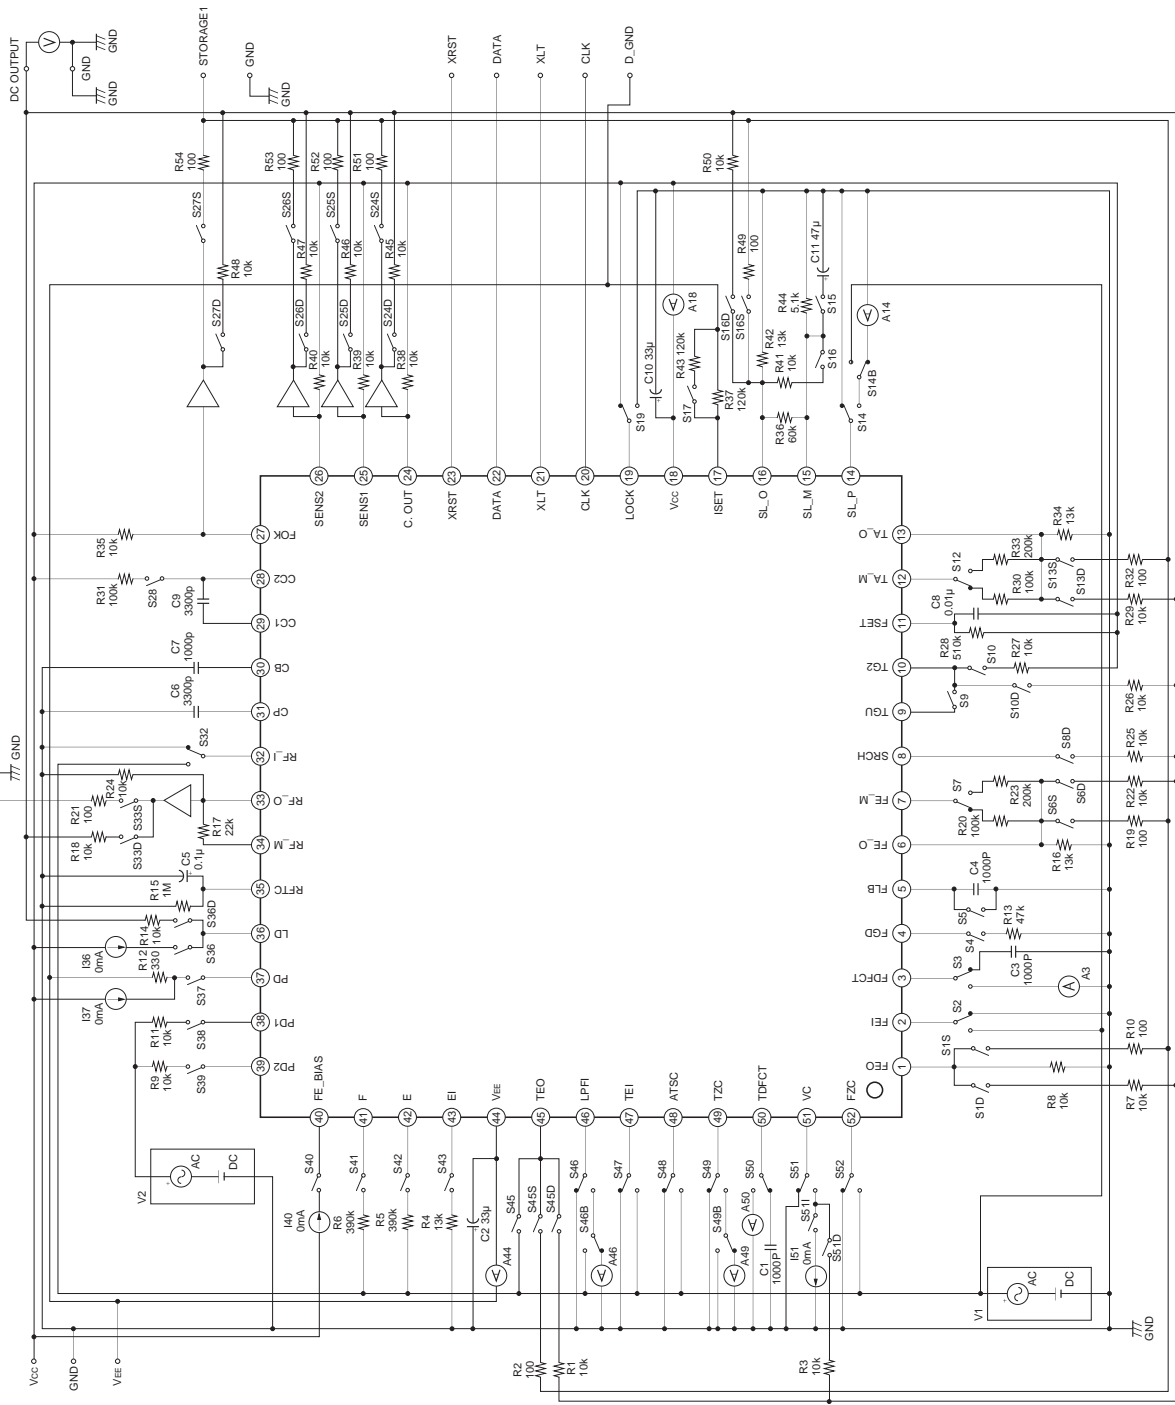 DC OUTPUT
V
GND
GND
GND
STORAGE1
GND
GND
XRST
DATA
XLT
CLK
D_GND
R54
100
R53
100
R52
100
R51
100
S27S
S26S
S25S
S24S
R48
10k
R47
10k
R46
10k
R45
10k
S27D
S26D
S25D
S24D
R40
10k
R39
10k
R38
10k
R50
10k
R49
100
C11 47µ
R44
5.1k
S15
S16
S16D
S16S
R42
13k
R41
10k
R36
60k
A18
A
A14
A
S14B
S14
C10 33µ
R43 120k
S17
R37
120k
S19
26
SENS2
25
SENS1
24
C. OUT
23
XRST
22
DATA
21
XLT
20
CLK
19
LOCK
18
Vcc
17
ISET
16
SL_O
15
SL_M
14
SL_P
R35
10k
R31
100k
S28
C9
3300p
C7
1000p
C6
3300p
S32
GND
R24
10k
R21
100
R18
10k
S33S
S33D
R17
22k
C5
0.1µ
R15
1M
R14
10k
S36D
S36
I36
0mA
R12
330
S37
I37
0mA
R11
10k
S38
R9
10k
S39
27
FOK
28
CC2
29
CC1
30
CB
31
CP
32
RF_I
33
RF_O
34
RF_M
35
RFTC
36
LD
37
PD
38
PD1
39
PD2
13
TA_O
12
TA_M
11
FSET
10
TG2
9
TGU
8
SRCH
7
FE_M
6
FE_O
5
FLB
4
FGD
3
FDFCT
2
FEI
1
FEO
R34
13k
R33
200k
S12
R30
100k
S13S
S13D
R32
100
R29
10k
C8
0.01µ
R28
510k
S10
R27
10k
S9
S10D
R26
10k
S8D
R25
10k
S7
R23
200k
R20
100k
S6S
S6D
R22
10k
R19
100
R16
13k
C4
1000P
S5
R13
47k
S4
S3
C3
1000P
A3
A
S2
S1S
S1D
R10
100
R8
10k
R7
10k
40
FE_BIAS
41
F
42
E
43
EI
44
VEE
45
TEO
46
LPFI
47
TEI
48
ATSC
49
TZC
50
TDFCT
51
VC
52
FZC
V2
AC
DC
S40
I40
0mA
S41
R6
390k
S42
R5
390k
S43
R4
13k
C2 33µ
A44
A
S45
S45S
S45D
S46
S46B
A46
A
S47
S48
S49
S49B
A49
A
S50
A50
A
C1
1000P
S51
S51I
I51
0mA
S51D
S52
V1
AC
DC
GND
R2
100
R1
10k
R3
10k
Vcc
GND
VEE